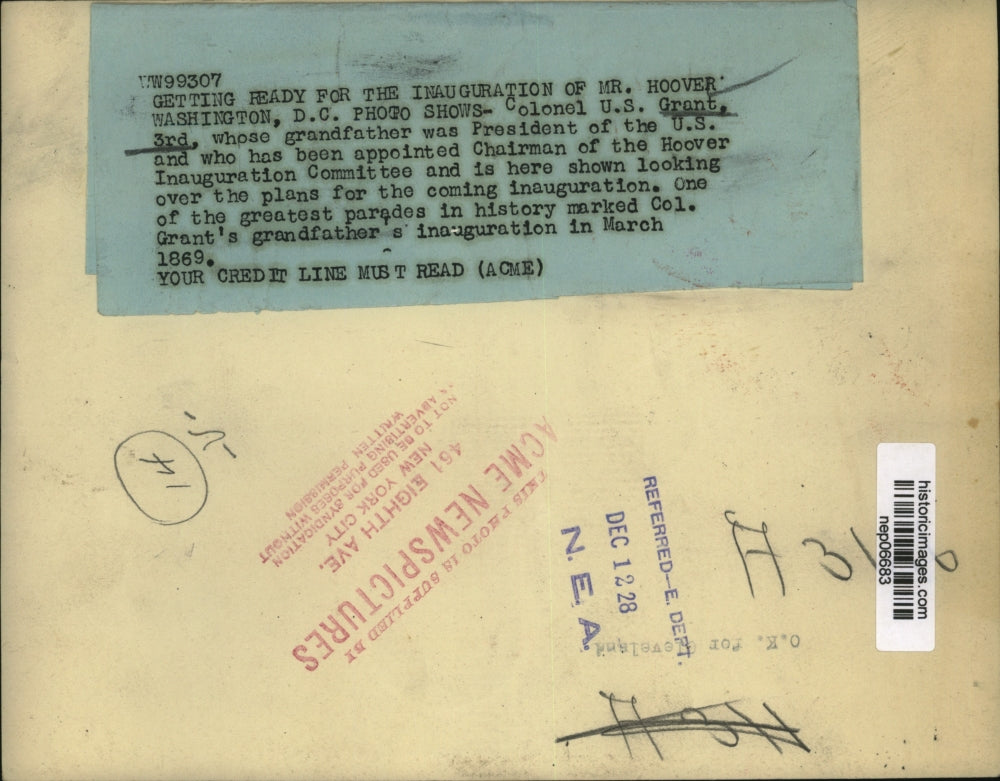 WW99307
GETTING READY FOR THE INAUGURATION OF MR. HOOVER
WASHINGTON, D.C. PHOTO SHOWS- Colonel U.S. Grant,
3rd, whose grandfather was President of the U.S.
and who has been appointed Chairman of the Hoover
Inauguration Committee and is here shown looking
over the plans for the coming inauguration. One
of the greatest parades in history marked Col.
Grant's grandfather s inauguration in March
1869.
YOUR CREDIT LINE MUST READ (ACME)
14
THIS PHOTO IS SUPPLIED BY
ACME NEWSPICTURES
461 EIGHTH AVE.
NEW YORK CITY
NOT TO BE USED FOR SYNDICATION
ADVERTISING PURPOSES WITHOUT
WRITTEN PERMISSION
REFERRED-E. DEPT.
DEC 12 28
N. E. A.
O.K. for Cleveland
historicimages.com
nep06683